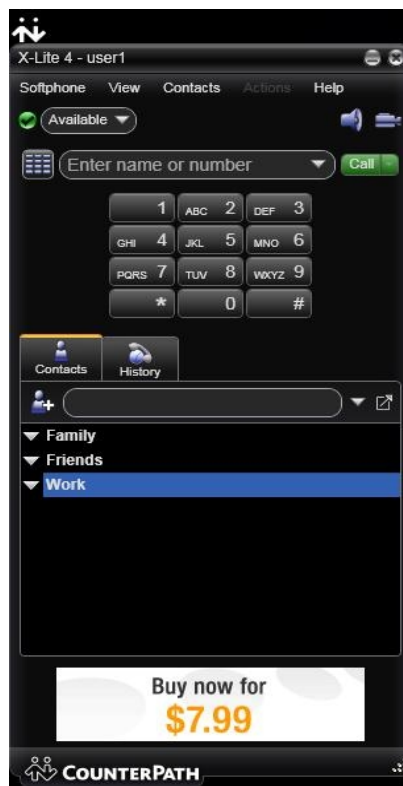 X-Lite 4 - user1
Softphone View Contacts Actions Help
Available
Enter name or number Call
1 ABC 2 DEF 3
GHI 4 JKL 5 MNO 6
PQRS 7 TUV 8 WXYZ 9
* 0 #
Contacts History
Family
Friends
Work
Buy now for
$7.99
COUNTERPATH